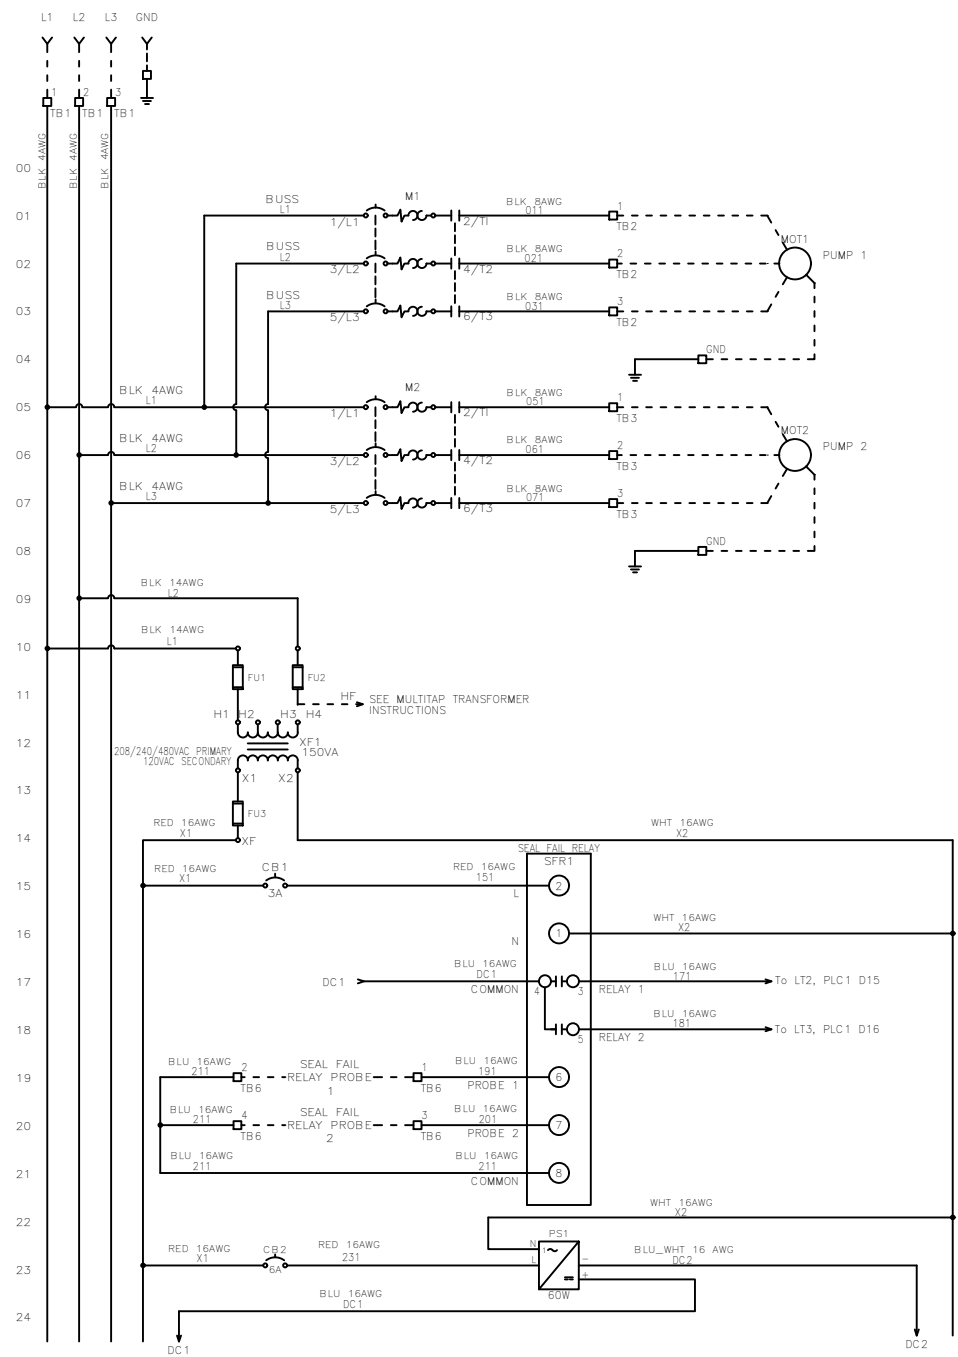 L1 L2 L3 GND
1 2 3
TB1 TB1 TB1
BLK 4AWG BLK 4AWG BLK 4AWG
00
BUSS M1 BLK 8AWG 1
01 L1 1/L1 2/T1 011 TB2
MOT1
BUSS BLK 8AWG 2 PUMP 1
02 L2 3/L2 4/T2 021 TB2
BUSS BLK 8AWG 3
03 L3 5/L3 6/T3 031 TB2
GND
04
BLK 4AWG M2 BLK 8AWG 1
05 L1 1/L1 2/T1 051 TB3
MOT2
BLK 4AWG BLK 8AWG 2 PUMP 2
06 L2 3/L2 4/T2 061 TB3
BLK 4AWG BLK 8AWG 3
07 L3 5/L3 6/T3 071 TB3
GND
08
BLK 14AWG
09 L2
BLK 14AWG
10 L1
FU1 FU2
11 HF SEE MULTITAP TRANSFORMER
INSTRUCTIONS
H1 H2 H3 H4
12 XF1
208/240/480VAC PRIMARY 150VA
120VAC SECONDARY
X1 X2
13
FU3
RED 16AWG WHT 16AWG
14 X1 XF X2
SEAL FAIL RELAY
SFR1
RED 16AWG CB1 RED 16AWG
15 X1 3A 151 L 2
WHT 16AWG
16 N 1 X2
BLU 16AWG BLU 16AWG
17 DC1 DC1 171 To LT2, PLC1 D15
COMMON 4 3 RELAY 1
BLU 16AWG
18 181 To LT3, PLC1 D16
5 RELAY 2
BLU 16AWG 2 SEAL FAIL 1 BLU 16AWG
19 211 TB6 RELAY PROBE TB6 191 6
1 PROBE 1
BLU 16AWG 4 SEAL FAIL 3 BLU 16AWG
20 211 TB6 RELAY PROBE TB6 201 7
2 PROBE 2
BLU 16AWG BLU 16AWG
21 211 211 8
COMMON
WHT 16AWG
22 X2
PS1
RED 16AWG CB2 RED 16AWG N 1 BLU_WHT 16 AWG
23 X1 6A 231 L - DC2
+
BLU 16AWG 60W
24 DC1
DC1 DC2